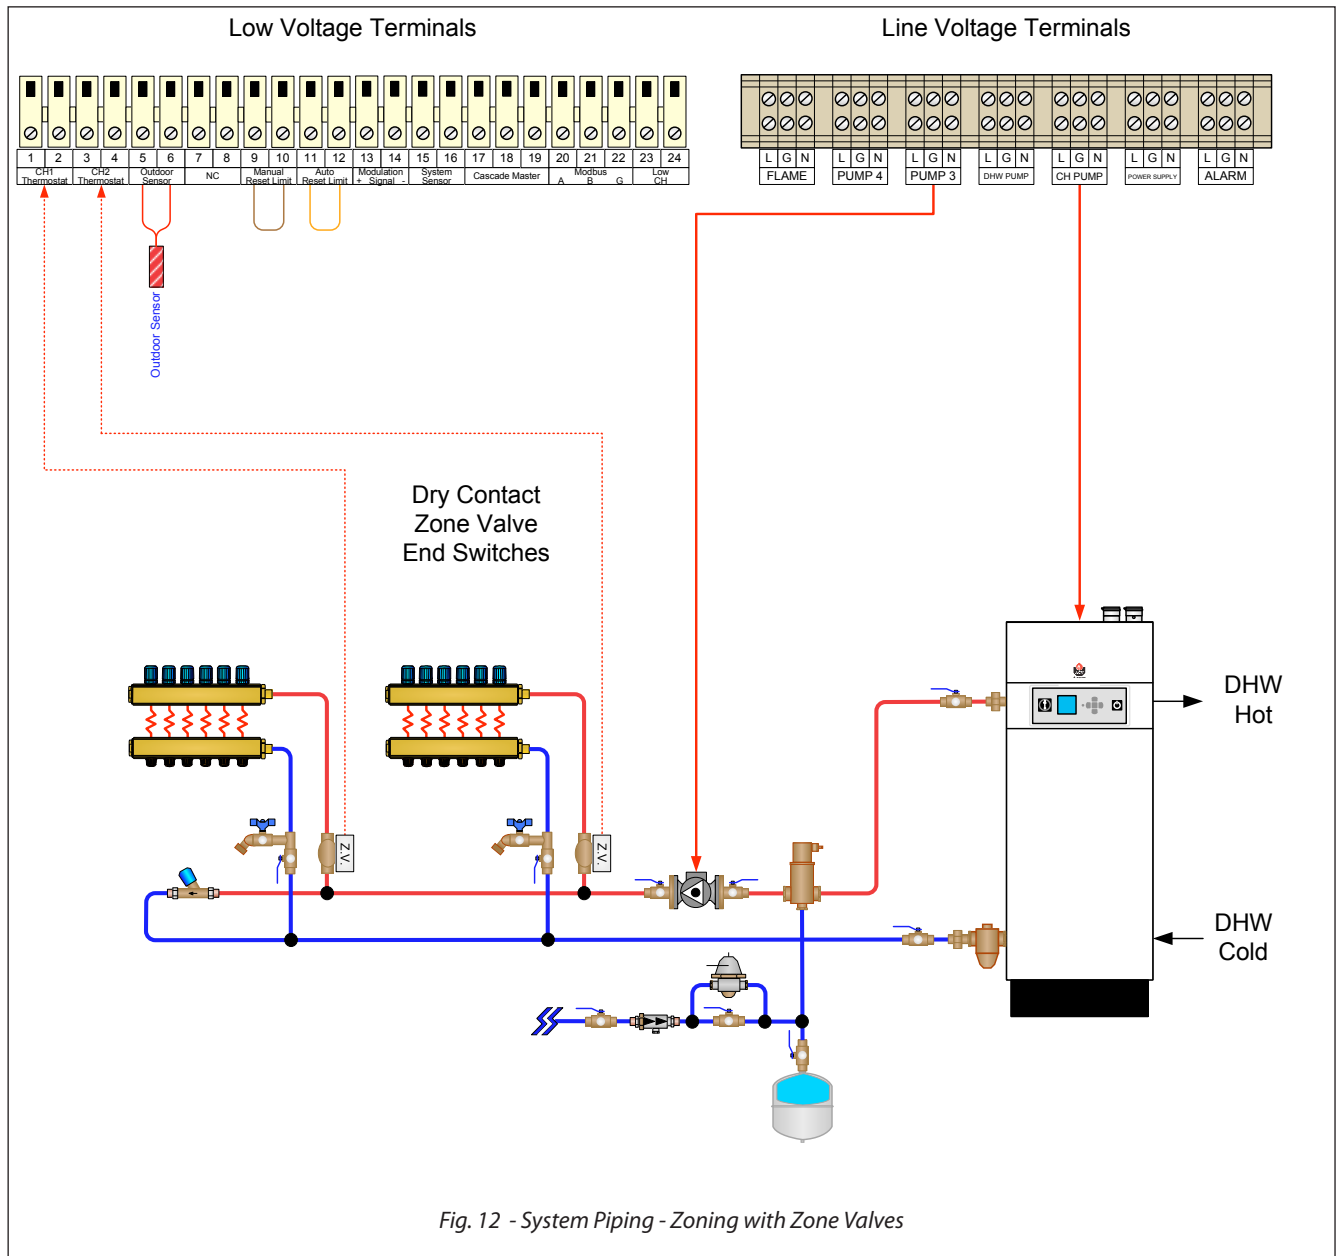 Low Voltage Terminals
Line Voltage Terminals
1 2 3 4 5 6 7 8 9 10 11 12 13 14 15 16 17 18 19 20 21 22 23 24
CH1
Thermostat
CH2
Thermostat
Outdoor
Sensor
NC
Manual
Reset Limit
Auto
Reset Limit
Modulation
+ Signal -
System
Sensor
Cascade Master
Modbus
A B G
Low
CH
L G N L G N L G N L G N L G N L G N L G N
FLAME
PUMP 4
PUMP 3
DHW PUMP
CH PUMP
POWER SUPPLY
ALARM
Outdoor Sensor
Dry Contact
Zone Valve
End Switches
DHW
Hot
Z.V.
Z.V.
DHW
Cold
Fig. 12 - System Piping - Zoning with Zone Valves